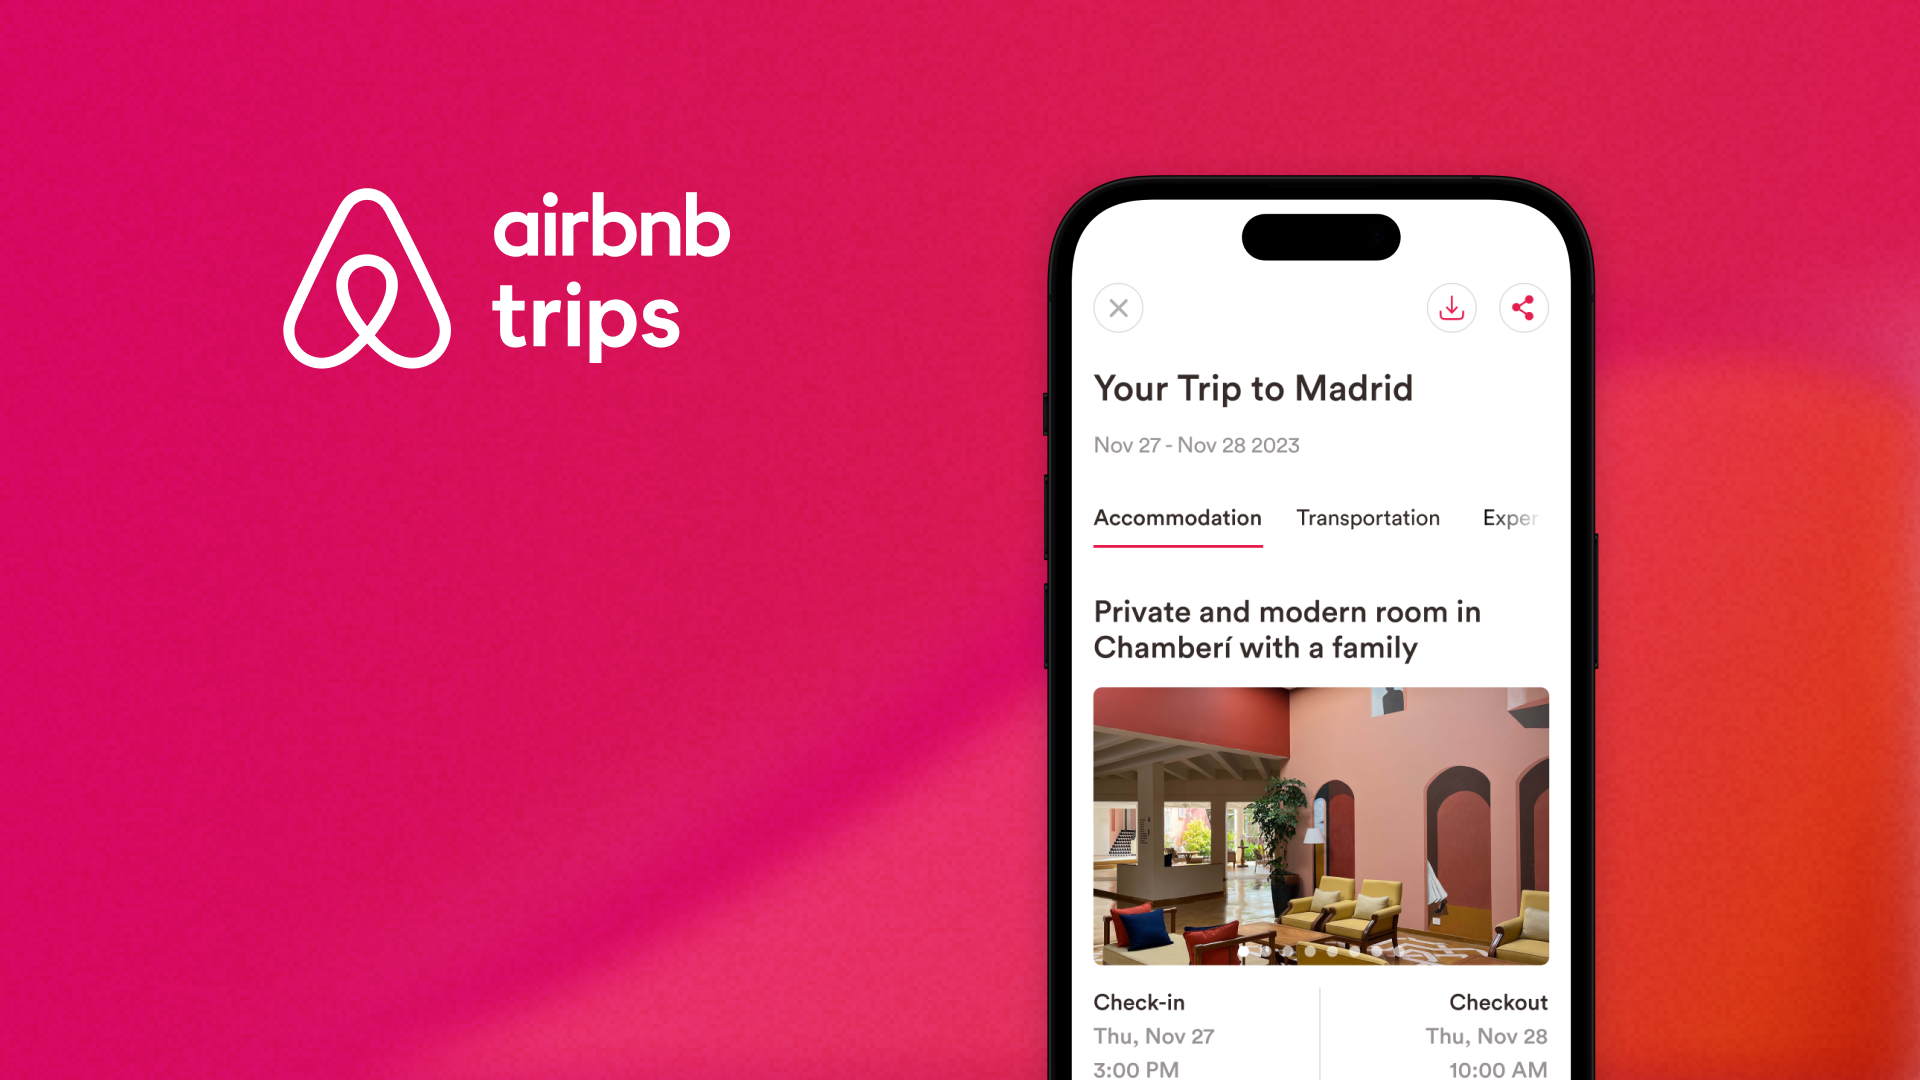 airbnb
trips
Your Trip to Madrid
Nov 27 - Nov 28 2023
Accommodation Transportation Exper
Private and modern room in
Chamberí with a family
Check-in Checkout
Thu, Nov 27 Thu, Nov 28
3:00 PM 10:00 AM